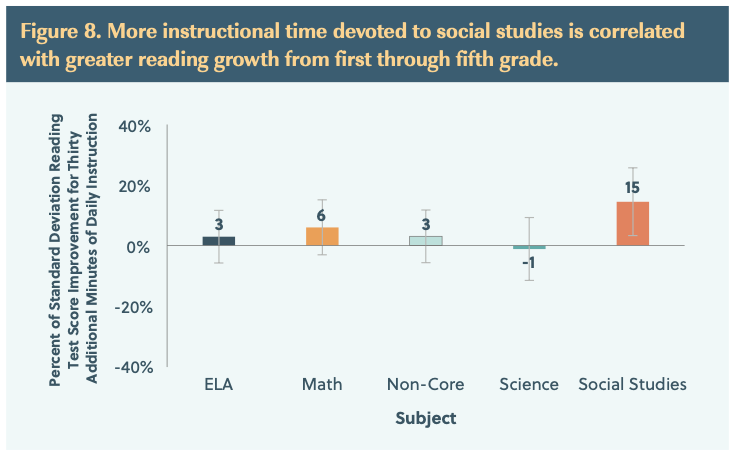 Figure 8. More instructional time devoted to social studies is correlated
with greater reading growth from first through fifth grade.
Percent of Standard Deviation Reading
Test Score Improvement for Thirty
Additional Minutes of Daily Instruction
40%
20%
0%
-20%
-40%
3
6
3
-1
15
ELA
Math
Non-Core
Science
Social Studies
Subject